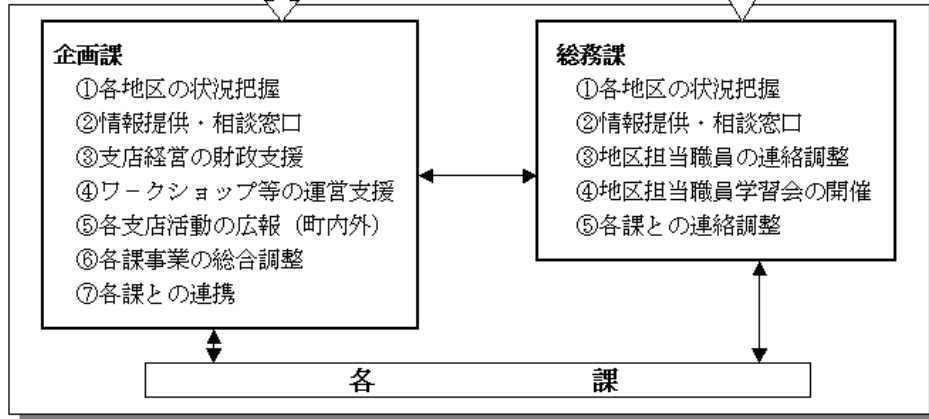 企画課
①各地区の状況把握
②情報提供・相談窓口
③支店経営の財政支援
④ワークショップ等の運営支援
⑤各支店活動の広報（町内外）
⑥各課事業の総合調整
⑦各課との連携
総務課
①各地区の状況把握
②情報提供・相談窓口
③地区担当職員の連絡調整
④地区担当職員学習会の開催
⑤各課との連絡調整
各　　　　　課